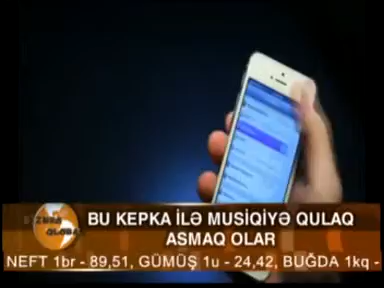 BU KEPKA İLƏ MUSİQİYƏ QULAQ
ASMAQ OLAR
NEFT 1br - 89,51, GÜMÜŞ 1u - 24,42, BUĞDA 1kq -